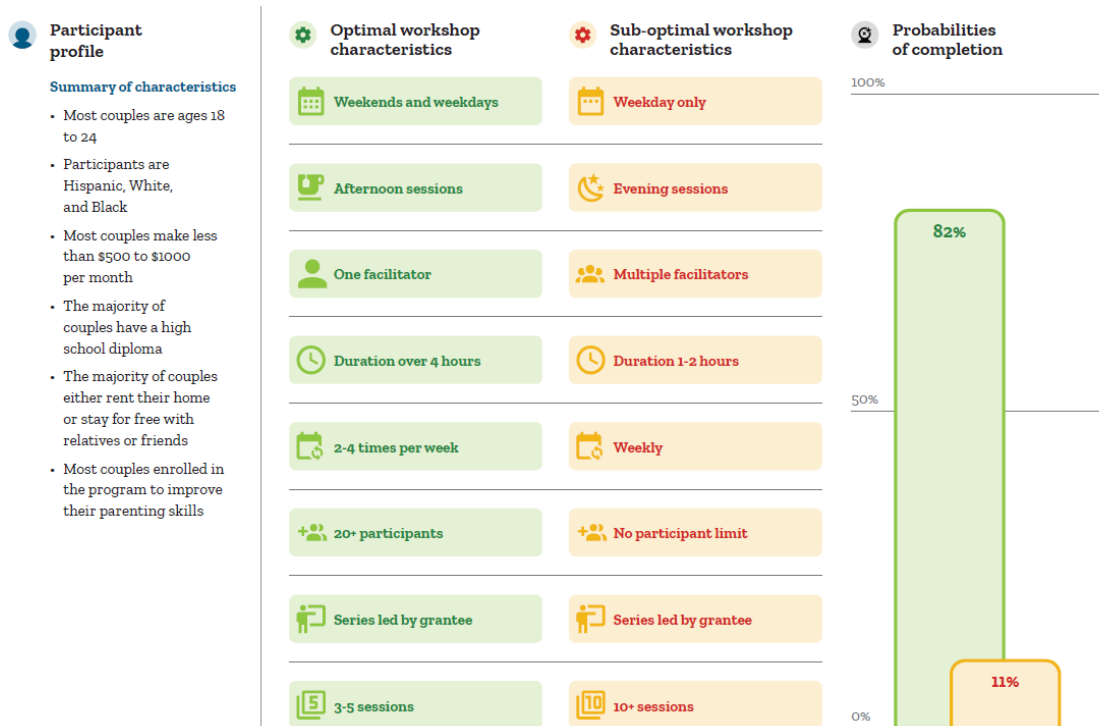 Participant
profile
Summary of characteristics
• Most couples are ages 18
to 24
• Participants are
Hispanic, White,
and Black
• Most couples make less
than $500 to $1000
per month
• The majority of
couples have a high
school diploma
• The majority of couples
either rent their home
or stay for free with
relatives or friends
• Most couples enrolled in
the program to improve
their parenting skills
Optimal workshop
characteristics
Weekends and weekdays
Afternoon sessions
One facilitator
Duration over 4 hours
2-4 times per week
20+ participants
Series led by grantee
5
3-5 sessions
Sub-optimal workshop
characteristics
Weekday only
Evening sessions
Multiple facilitators
Duration 1-2 hours
Weekly
No participant limit
Series led by grantee
10
10+ sessions
Probabilities
of completion
100%
82%
50%
11%
0%